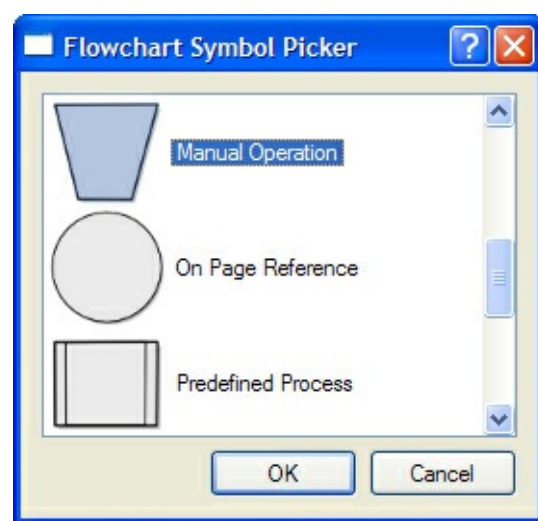 Flowchart Symbol Picker
?
Manual Operation
On Page Reference
Predefined Process
OK Cancel